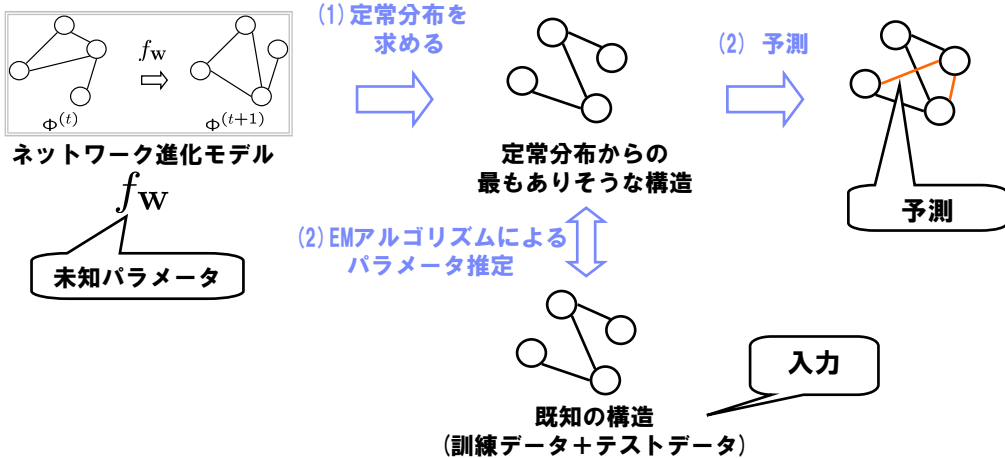 f_w
Φ^(t)
Φ^(t+1)
ネットワーク進化モデル
f_w
未知パラメータ
(1) 定常分布を
求める
定常分布からの
最もありそうな構造
(2) 予測
予測
(2) EMアルゴリズムによる
パラメータ推定
入力
既知の構造
(訓練データ＋テストデータ)